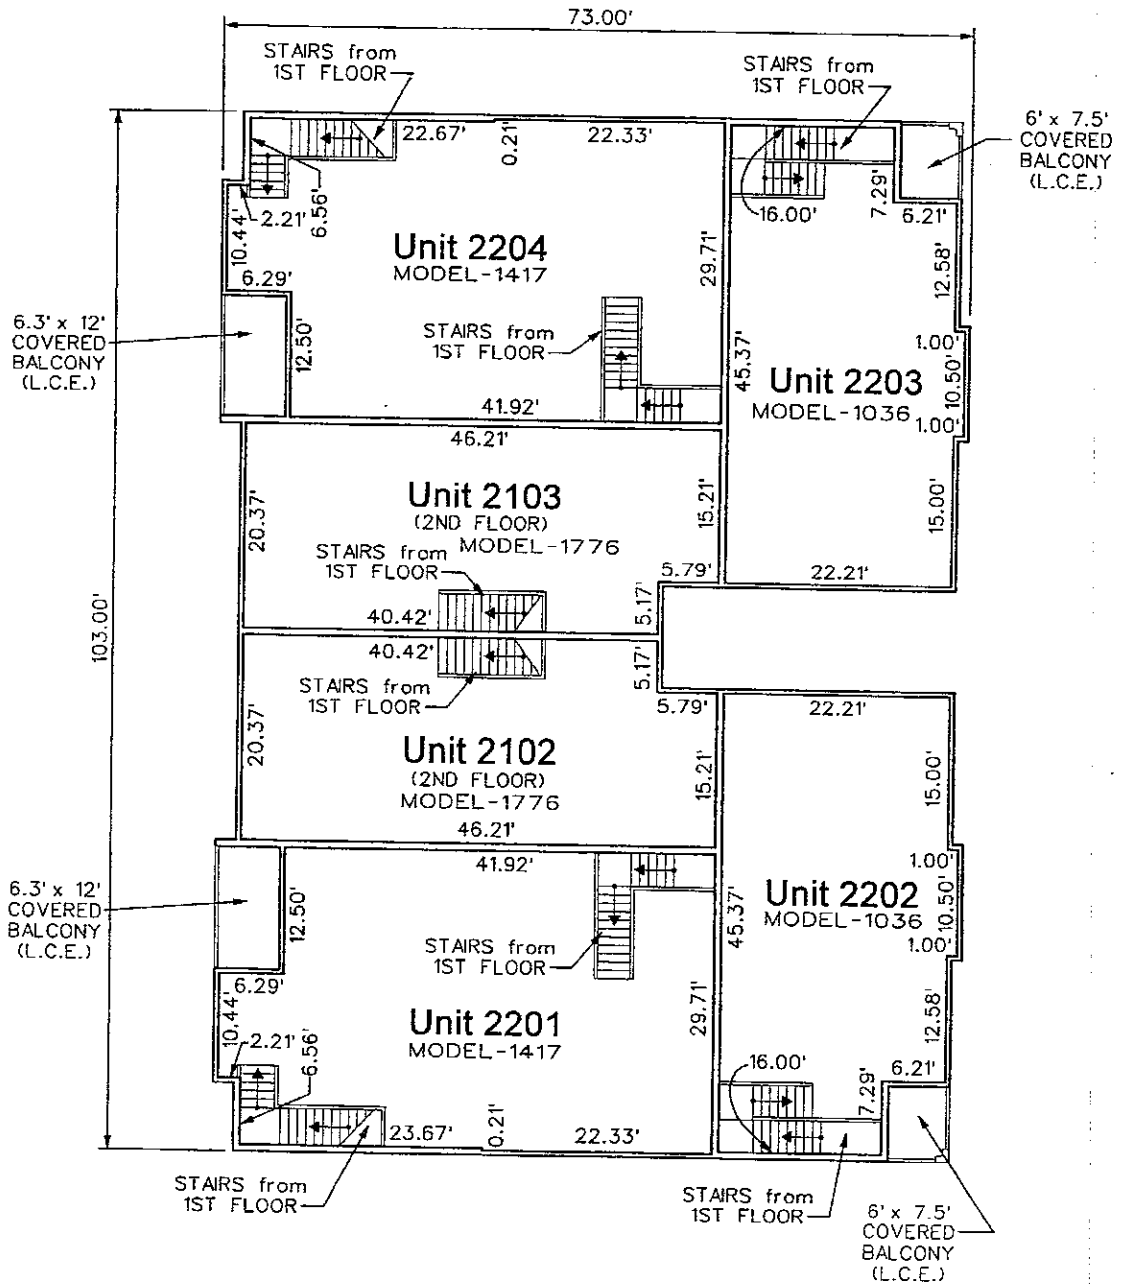 73.00'
STAIRS from
1ST FLOOR
STAIRS from
1ST FLOOR
6' x 7.5'
COVERED
BALCONY
(L.C.E.)
22.67'
0.21'
22.33'
2.21'
6.56'
10.44'
6.29'
Unit 2204
MODEL-1417
29.71'
16.00'
7.29'
6.21'
12.58'
6.3' x 12'
COVERED
BALCONY
(L.C.E.)
12.50'
STAIRS from
1ST FLOOR
41.92'
45.37'
Unit 2203
MODEL-1036
1.00'
10.50'
1.00'
15.00'
22.21'
46.21'
Unit 2103
(2ND FLOOR)
MODEL-1776
20.37'
15.21'
STAIRS from
1ST FLOOR
5.79'
5.17'
40.42'
103.00'
40.42'
5.17'
5.79'
STAIRS from
1ST FLOOR
20.37'
Unit 2102
(2ND FLOOR)
MODEL-1776
15.21'
46.21'
22.21'
15.00'
41.92'
6.3' x 12'
COVERED
BALCONY
(L.C.E.)
12.50'
STAIRS from
1ST FLOOR
45.37'
Unit 2202
MODEL-1036
1.00'
10.50'
1.00'
6.29'
10.44'
2.21'
6.56'
Unit 2201
MODEL-1417
29.71'
12.58'
16.00'
7.29'
6.21'
23.67'
0.21'
22.33'
STAIRS from
1ST FLOOR
STAIRS from
1ST FLOOR
6' x 7.5'
COVERED
BALCONY
(L.C.E.)